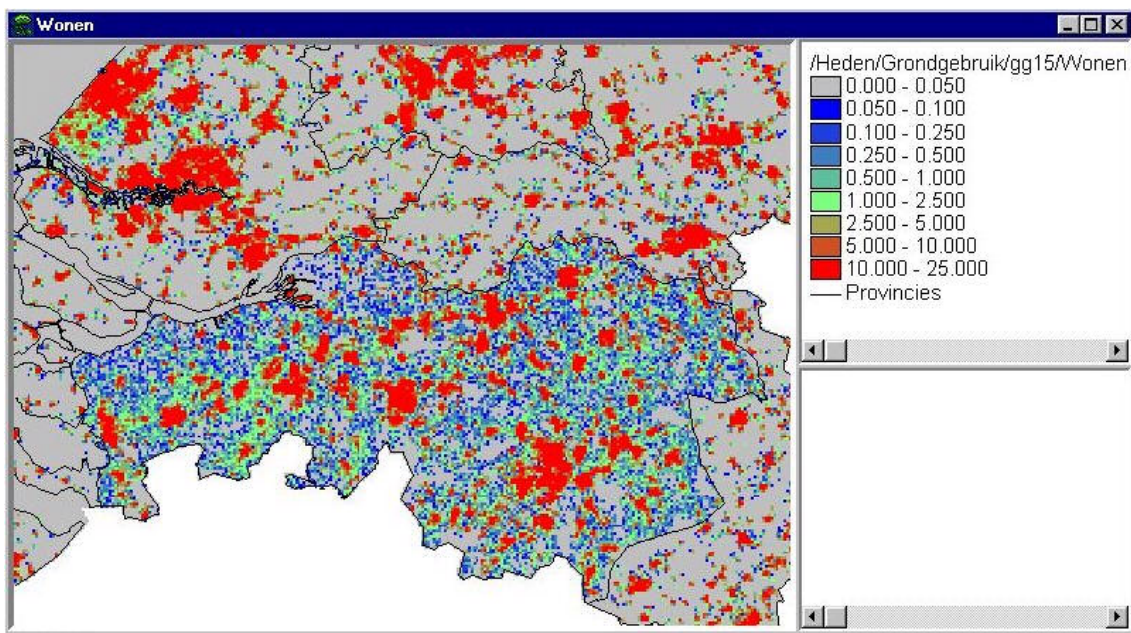 Wonen
/Heden/Grondgebruik/gg15/Wonen
0.000 - 0.050
0.050 - 0.100
0.100 - 0.250
0.250 - 0.500
0.500 - 1.000
1.000 - 2.500
2.500 - 5.000
5.000 - 10.000
10.000 - 25.000
Provincies